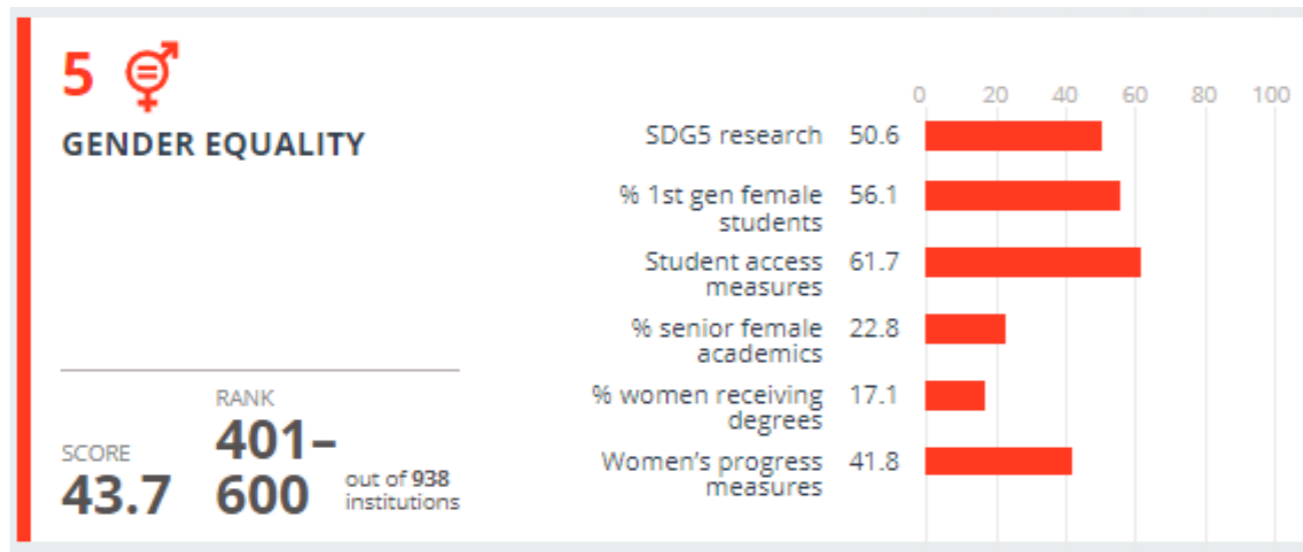 5
GENDER EQUALITY
SCORE
43.7
RANK
401–
600
out of 938
institutions
0 20 40 60 80 100
SDG5 research 50.6
% 1st gen female 56.1
students
Student access 61.7
measures
% senior female 22.8
academics
% women receiving 17.1
degrees
Women's progress 41.8
measures